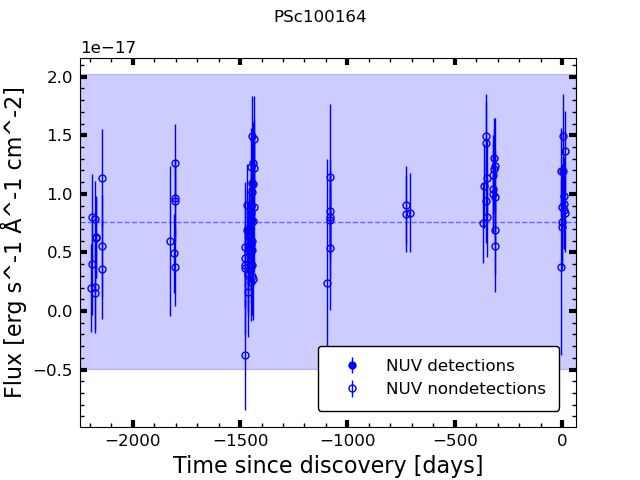 PSc100164
1e−17
2.0
1.5
1.0
0.5
0.0
−0.5
Flux [erg s^-1 Å^-1 cm^-2]
NUV detections
NUV nondetections
−2000
−1500
−1000
−500
0
Time since discovery [days]